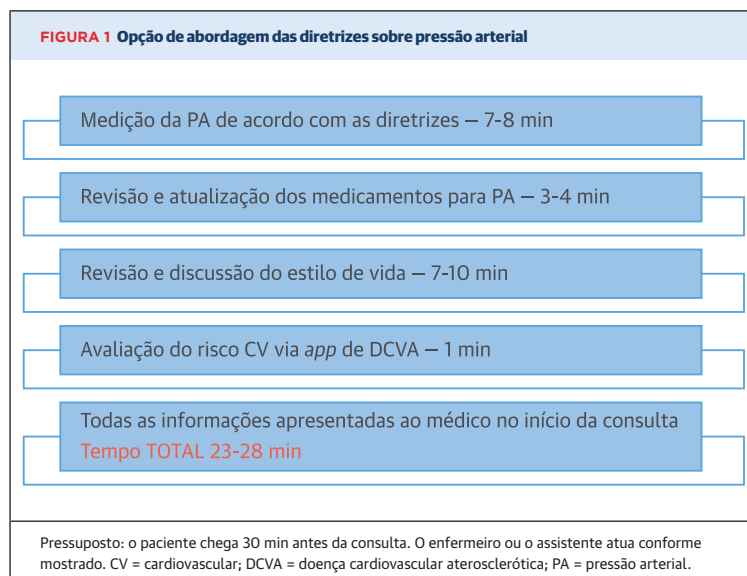 FIGURA 1 Opção de abordagem das diretrizes sobre pressão arterial
Medição da PA de acordo com as diretrizes – 7-8 min
Revisão e atualização dos medicamentos para PA – 3-4 min
Revisão e discussão do estilo de vida – 7-10 min
Avaliação do risco CV via app de DCVA – 1 min
Todas as informações apresentadas ao médico no início da consulta
Tempo TOTAL 23-28 min
Pressuposto: o paciente chega 30 min antes da consulta. O enfermeiro ou o assistente atua conforme
mostrado. CV = cardiovascular; DCVA = doença cardiovascular aterosclerótica; PA = pressão arterial.